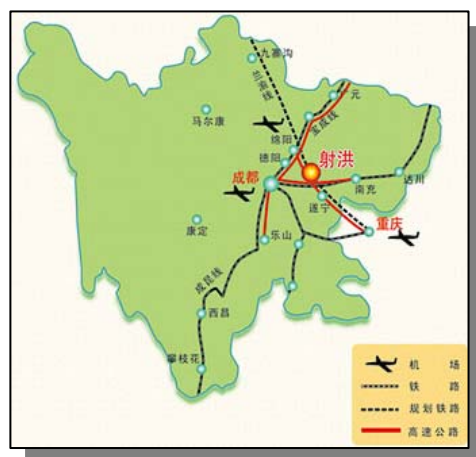 九寨沟
兰渝线
元
马尔康
宝成线
绵阳
德阳
射洪
成都
南充
达川
遂宁
重庆
康定
乐山
成昆线
西昌
攀枝花
机 场
铁 路
规划铁路
高速公路